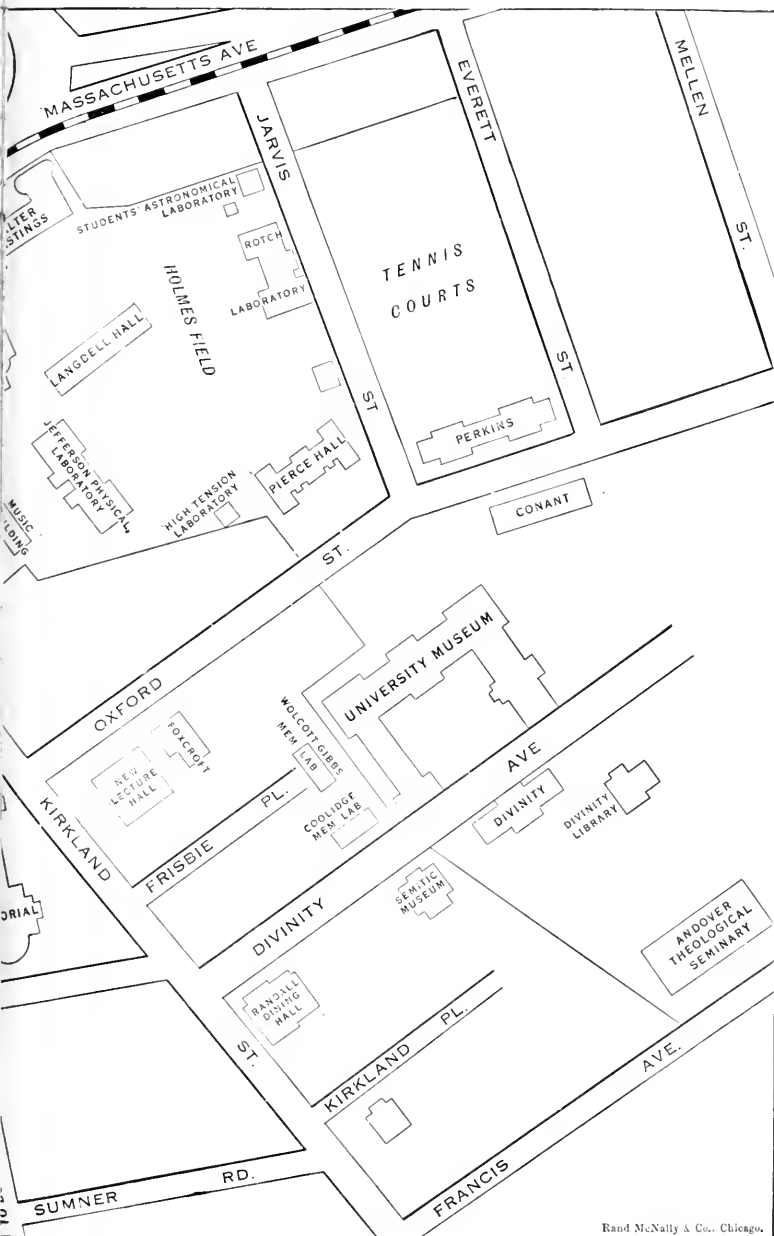 MASSACHUSETTS AVE
EVERETT
ST
MELLEN
ST.
JARVIS
ST
STUDENTS' ASTRONOMICAL
LABORATORY
ROTCH
LABORATORY
HOLMES FIELD
TENNIS
COURTS
LANGDELL HALL
JEFFERSON PHYSICAL
LABORATORY
MUSIC
HIGH TENSION
LABORATORY
PIERCE HALL
PERKINS
CONANT
OXFORD
ST.
UNIVERSITY MUSEUM
WOLCOTT GIBBS
MEM LAB
FOXCROFT
NEW
LECTURE
HALL
COOLIDGE
MEM LAB
FRISBIE
PL.
KIRKLAND
ST.
DIVINITY
AVE
DIVINITY
DIVINITY
LIBRARY
SEMITIC
MUSEUM
ANDOVER
THEOLOGICAL
SEMINARY
RANDALL
DINING
HALL
KIRKLAND
PL.
FRANCIS
AVE.
SUMNER
RD.
Rand McNally & Co., Chicago.